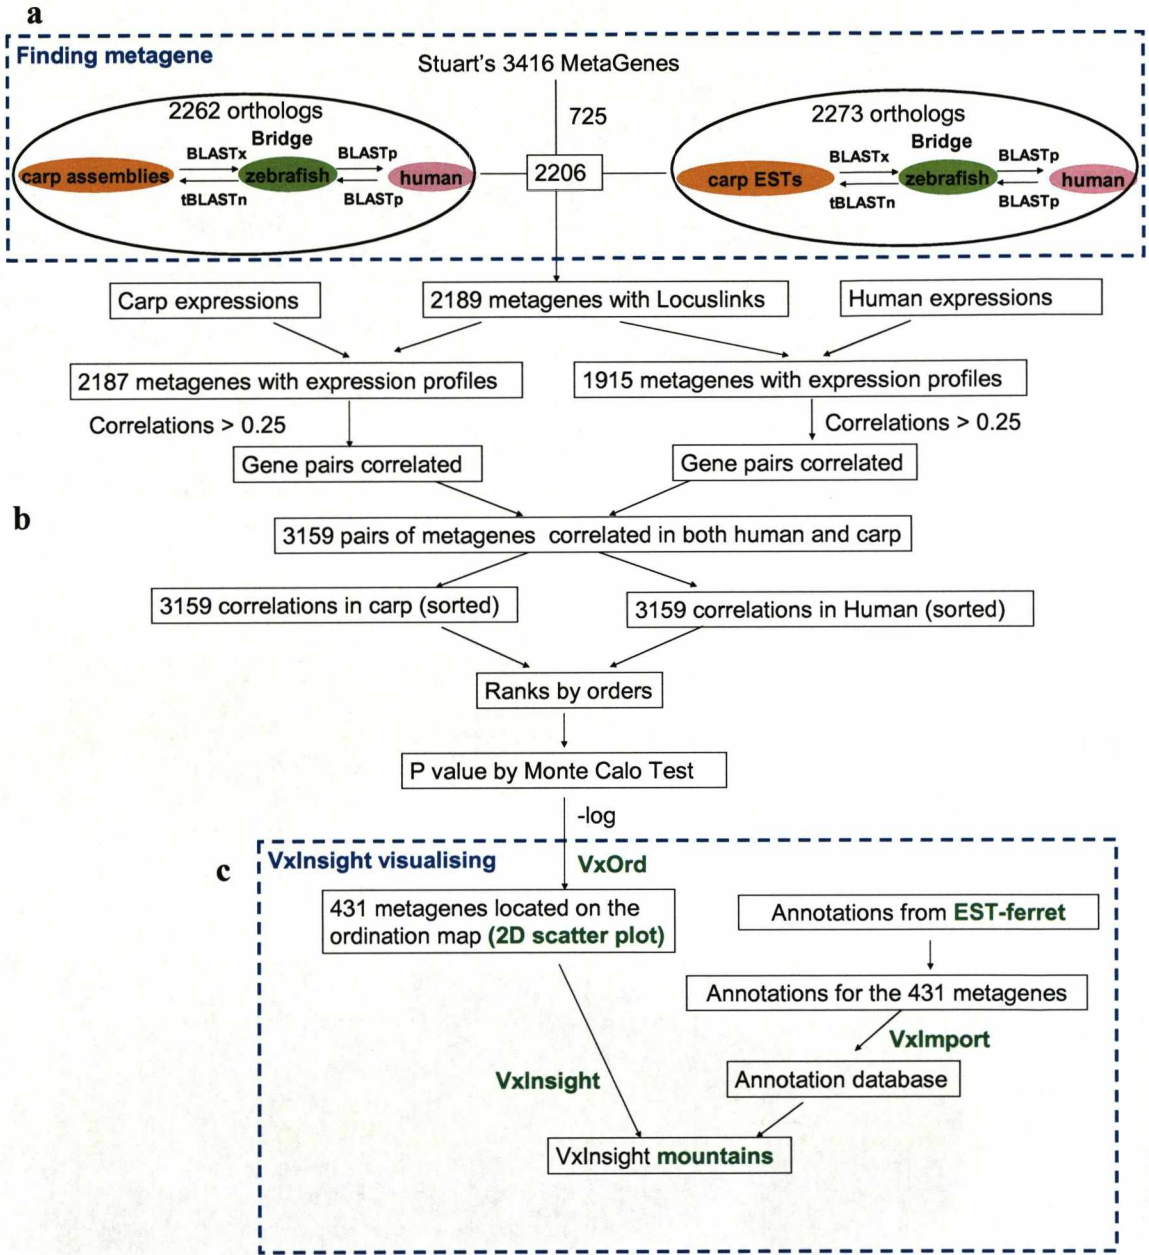 a
Finding metagene
Stuart's 3416 MetaGenes
2262 orthologs
725
2273 orthologs
Bridge
Bridge
BLASTx
BLASTp
BLASTx
BLASTp
carp assemblies
zebrafish
human
2206
carp ESTs
zebrafish
human
tBLASTn
BLASTp
tBLASTn
BLASTp
Carp expressions
2189 metagenes with Locuslinks
Human expressions
2187 metagenes with expression profiles
1915 metagenes with expression profiles
Correlations > 0.25
Correlations > 0.25
Gene pairs correlated
Gene pairs correlated
b
3159 pairs of metagenes correlated in both human and carp
3159 correlations in carp (sorted)
3159 correlations in Human (sorted)
Ranks by orders
P value by Monte Calo Test
-log
c
VxInsight visualising
VxOrd
431 metagenes located on the
ordination map (2D scatter plot)
Annotations from EST-ferret
Annotations for the 431 metagenes
VxImport
VxInsight
Annotation database
VxInsight mountains